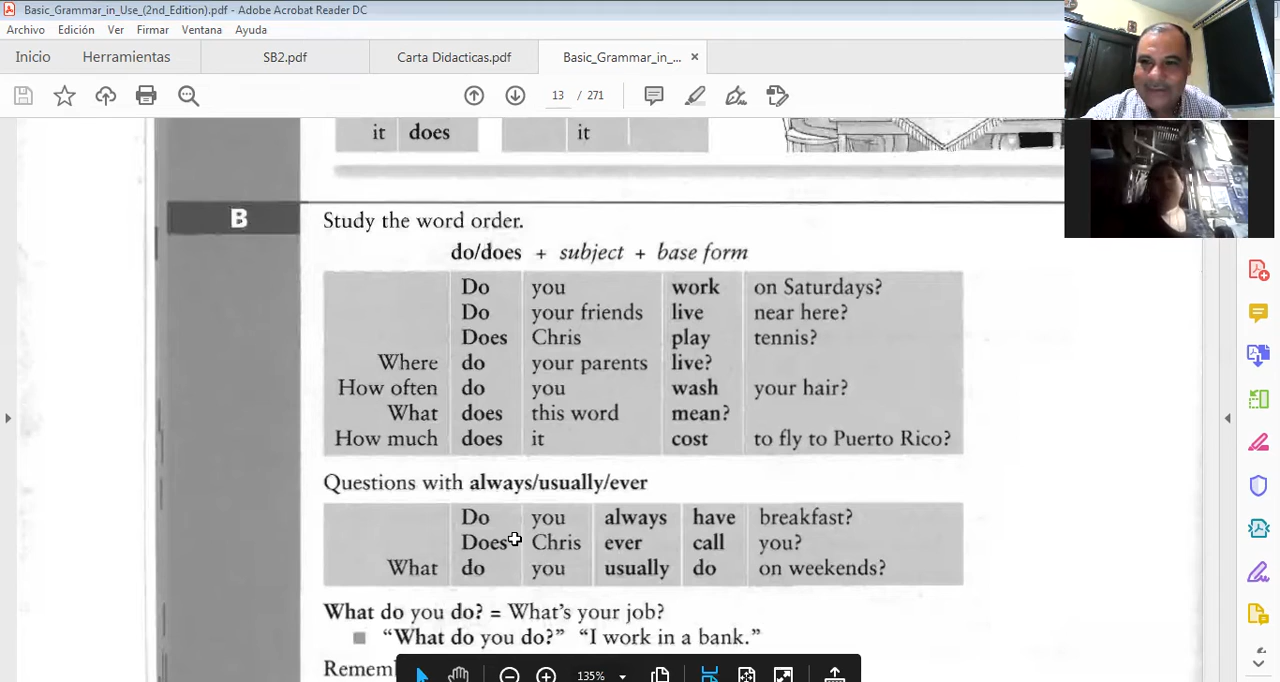 Basic_Grammar_in_Use_(2nd_Edition).pdf - Adobe Acrobat Reader DC
Archivo Edición Ver Firmar Ventana Ayuda
Inicio Herramientas SB2.pdf Carta Didacticas.pdf Basic_Grammar_in_... ×
13 / 271
it does it
B
Study the word order.
do/does + subject + base form
Do you work on Saturdays?
Do your friends live near here?
Does Chris play tennis?
Where do your parents live?
How often do you wash your hair?
What does this word mean?
How much does it cost to fly to Puerto Rico?
Questions with always/usually/ever
Do you always have breakfast?
Does Chris ever call you?
What do you usually do on weekends?
What do you do? = What's your job?
"What do you do?" "I work in a bank."
135%